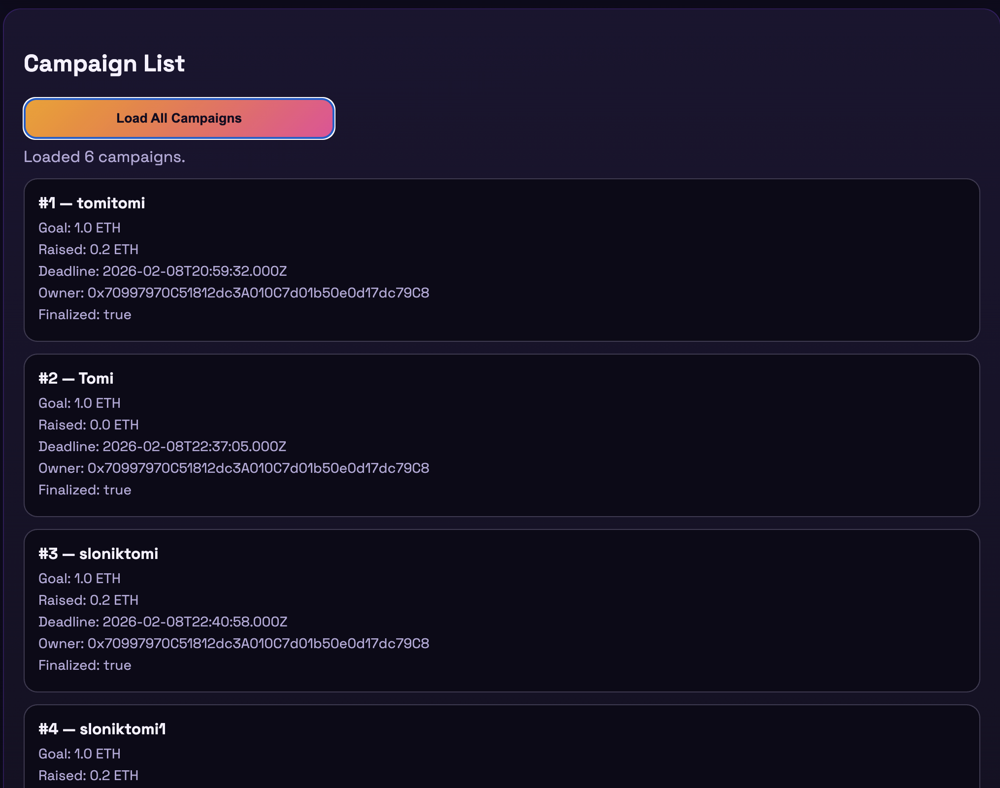 Campaign List
Load All Campaigns
Loaded 6 campaigns.
#1 — tomitomi
Goal: 1.0 ETH
Raised: 0.2 ETH
Deadline: 2026-02-08T20:59:32.000Z
Owner: 0x70997970C51812dc3A010C7d01b50e0d17dc79C8
Finalized: true
#2 — Tomi
Goal: 1.0 ETH
Raised: 0.0 ETH
Deadline: 2026-02-08T22:37:05.000Z
Owner: 0x70997970C51812dc3A010C7d01b50e0d17dc79C8
Finalized: true
#3 — sloniktomi
Goal: 1.0 ETH
Raised: 0.2 ETH
Deadline: 2026-02-08T22:40:58.000Z
Owner: 0x70997970C51812dc3A010C7d01b50e0d17dc79C8
Finalized: true
#4 — sloniktomi1
Goal: 1.0 ETH
Raised: 0.2 ETH